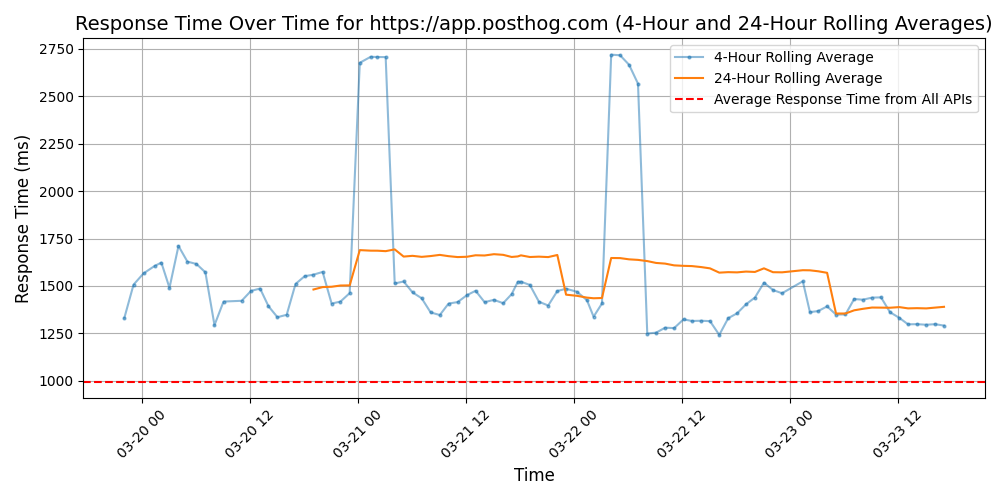 Response Time Over Time for https://app.posthog.com (4-Hour and 24-Hour Rolling Averages)
4-Hour Rolling Average
24-Hour Rolling Average
Average Response Time from All APIs
Response Time (ms)
2750
2500
2250
2000
1750
1500
1250
1000
03-20 00
03-20 12
03-21 00
03-21 12
03-22 00
03-22 12
03-23 00
03-23 12
Time